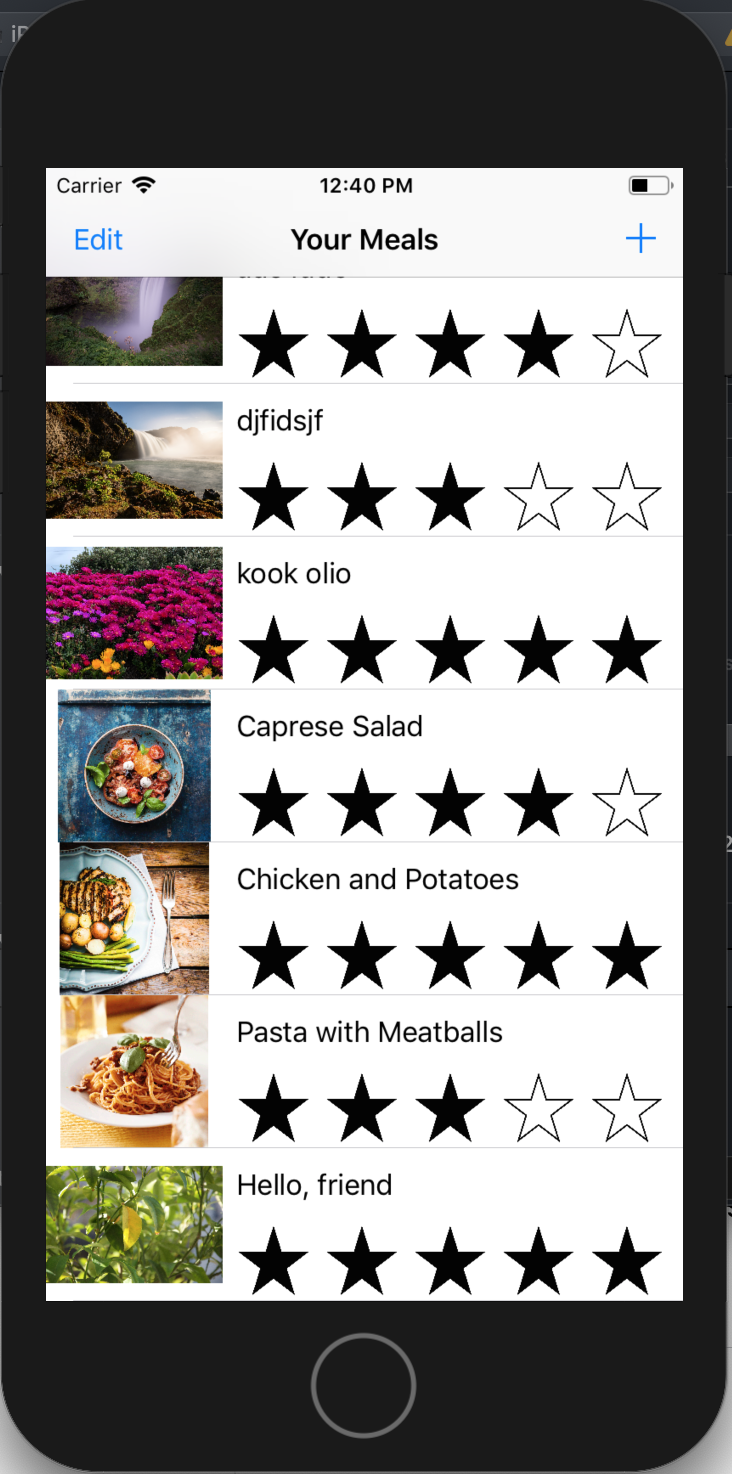 iP
Carrier
12:40 PM
Edit
Your Meals
djfidsjf
kook olio
Caprese Salad
Chicken and Potatoes
Pasta with Meatballs
Hello, friend